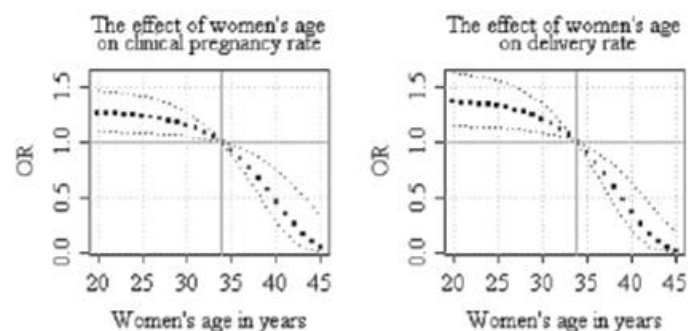 The effect of women's age
on clinical pregnancy rate
OR
1.5
1.0
0.5
0.0
20 25 30 35 40 45
Women's age in years
The effect of women's age
on delivery rate
OR
1.5
1.0
0.5
0.0
20 25 30 35 40 45
Women's age in years